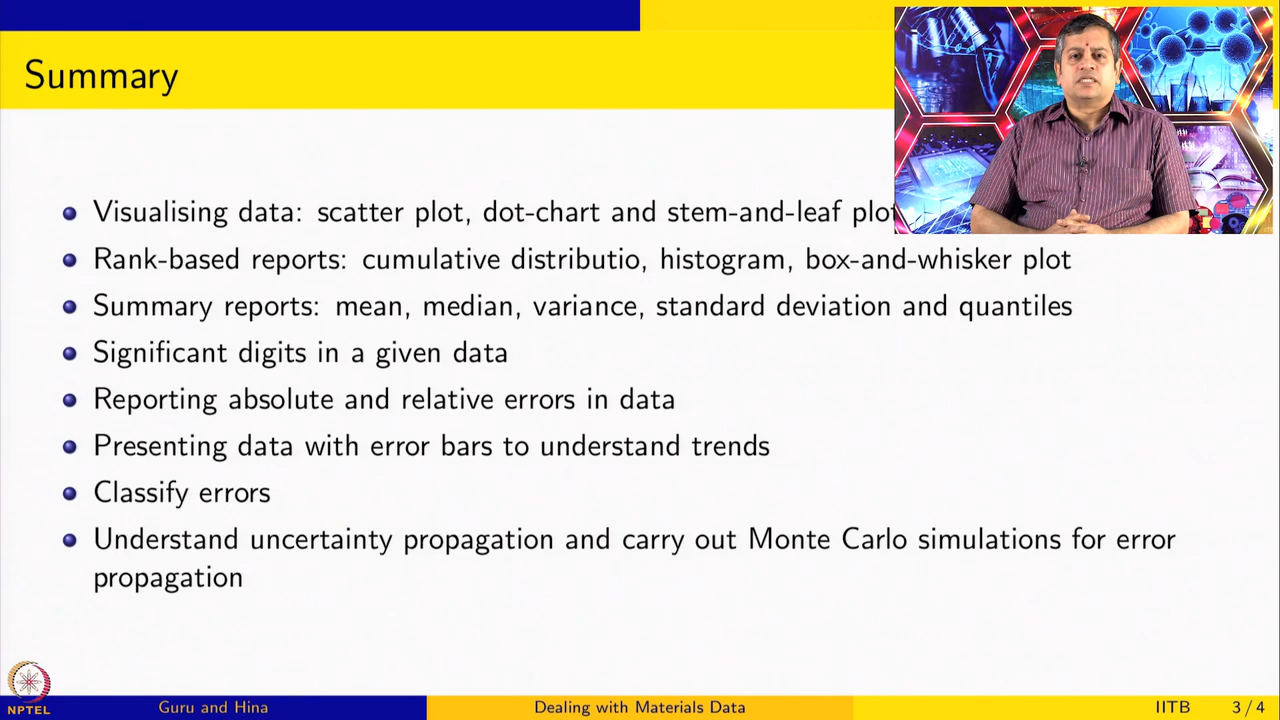 Summary
Visualising data: scatter plot, dot-chart and stem-and-leaf plot
Rank-based reports: cumulative distributio, histogram, box-and-whisker plot
Summary reports: mean, median, variance, standard deviation and quantiles
Significant digits in a given data
Reporting absolute and relative errors in data
Presenting data with error bars to understand trends
Classify errors
Understand uncertainty propagation and carry out Monte Carlo simulations for error
propagation
NPTEL
Guru and Hina
Dealing with Materials Data
IITB
3 / 4